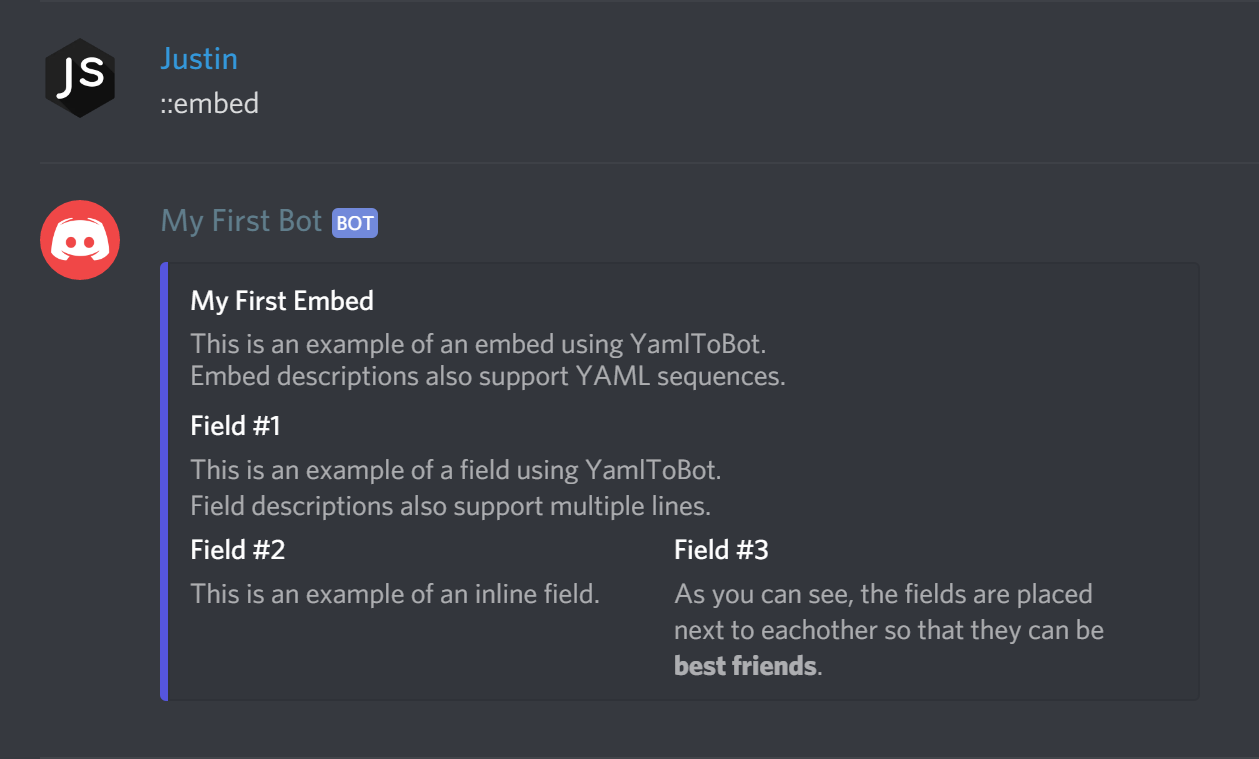 JS
Justin
::embed
My First Bot BOT
My First Embed
This is an example of an embed using YamlToBot.
Embed descriptions also support YAML sequences.
Field #1
This is an example of a field using YamlToBot.
Field descriptions also support multiple lines.
Field #2
This is an example of an inline field.
Field #3
As you can see, the fields are placed
next to eachother so that they can be
best friends.